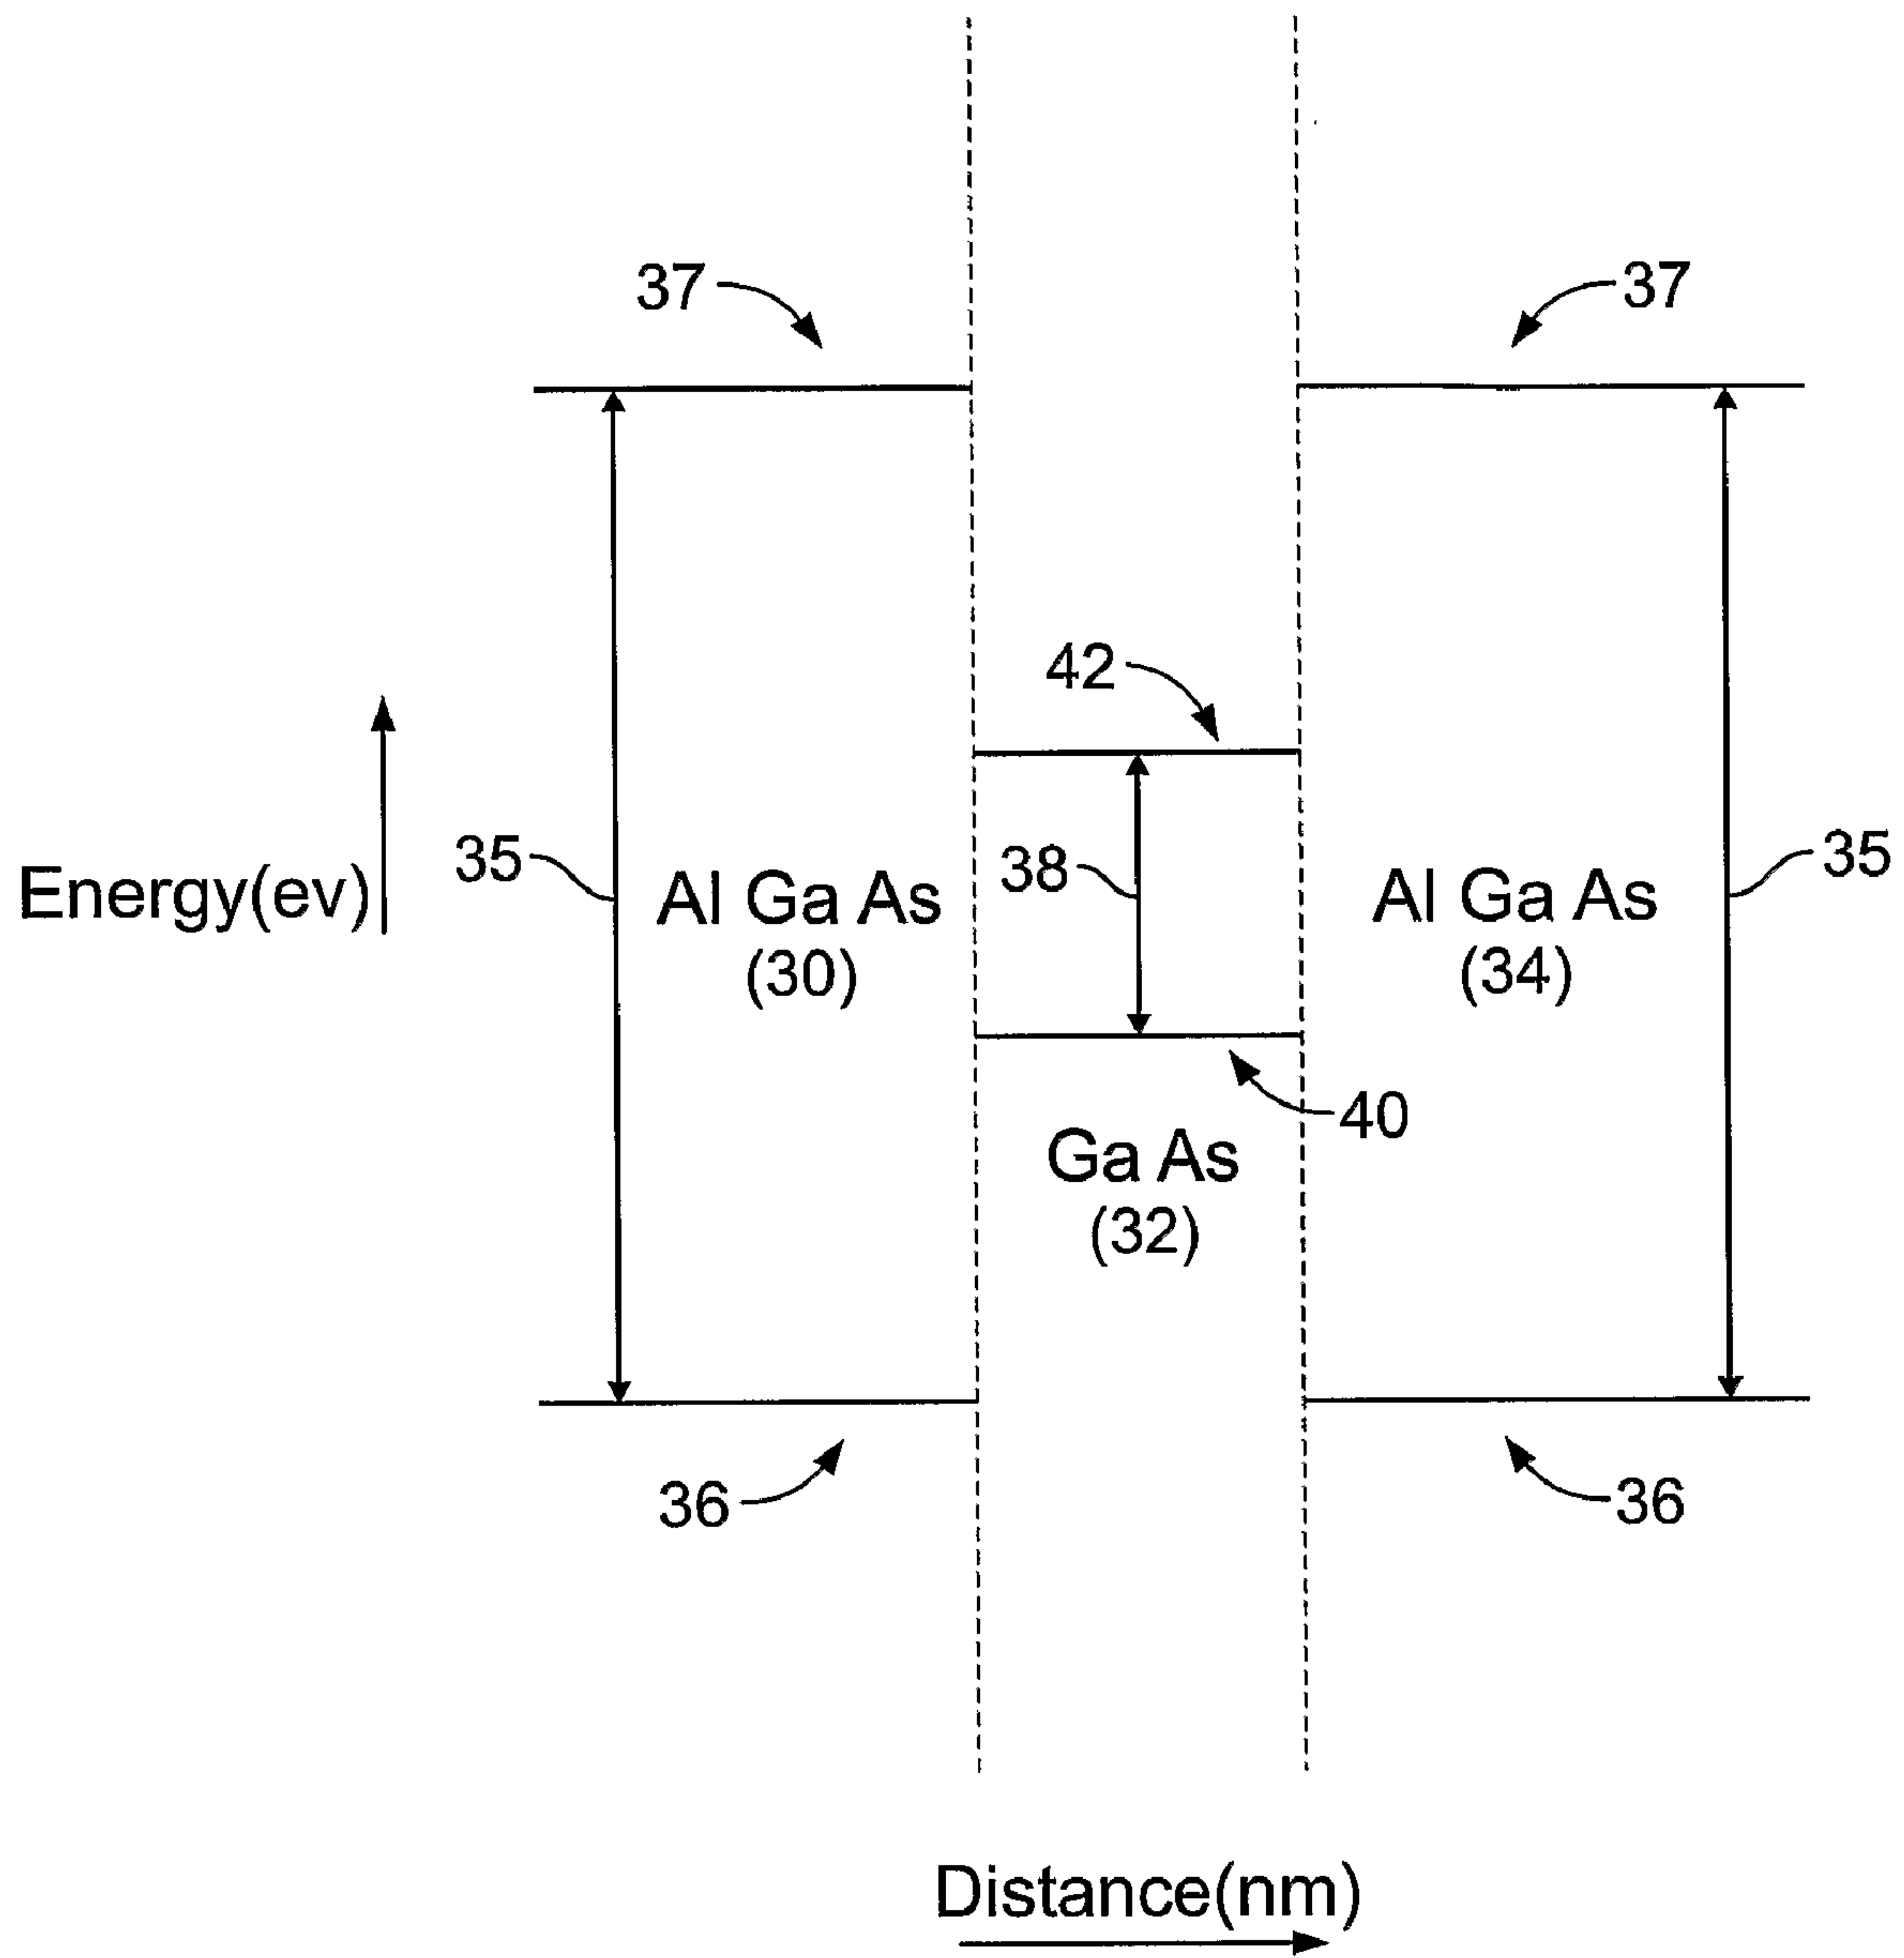 37
37
42
35
38
35
Energy(ev)
Al Ga As
(30)
Al Ga As
(34)
40
Ga As
(32)
36
36
Distance(nm)